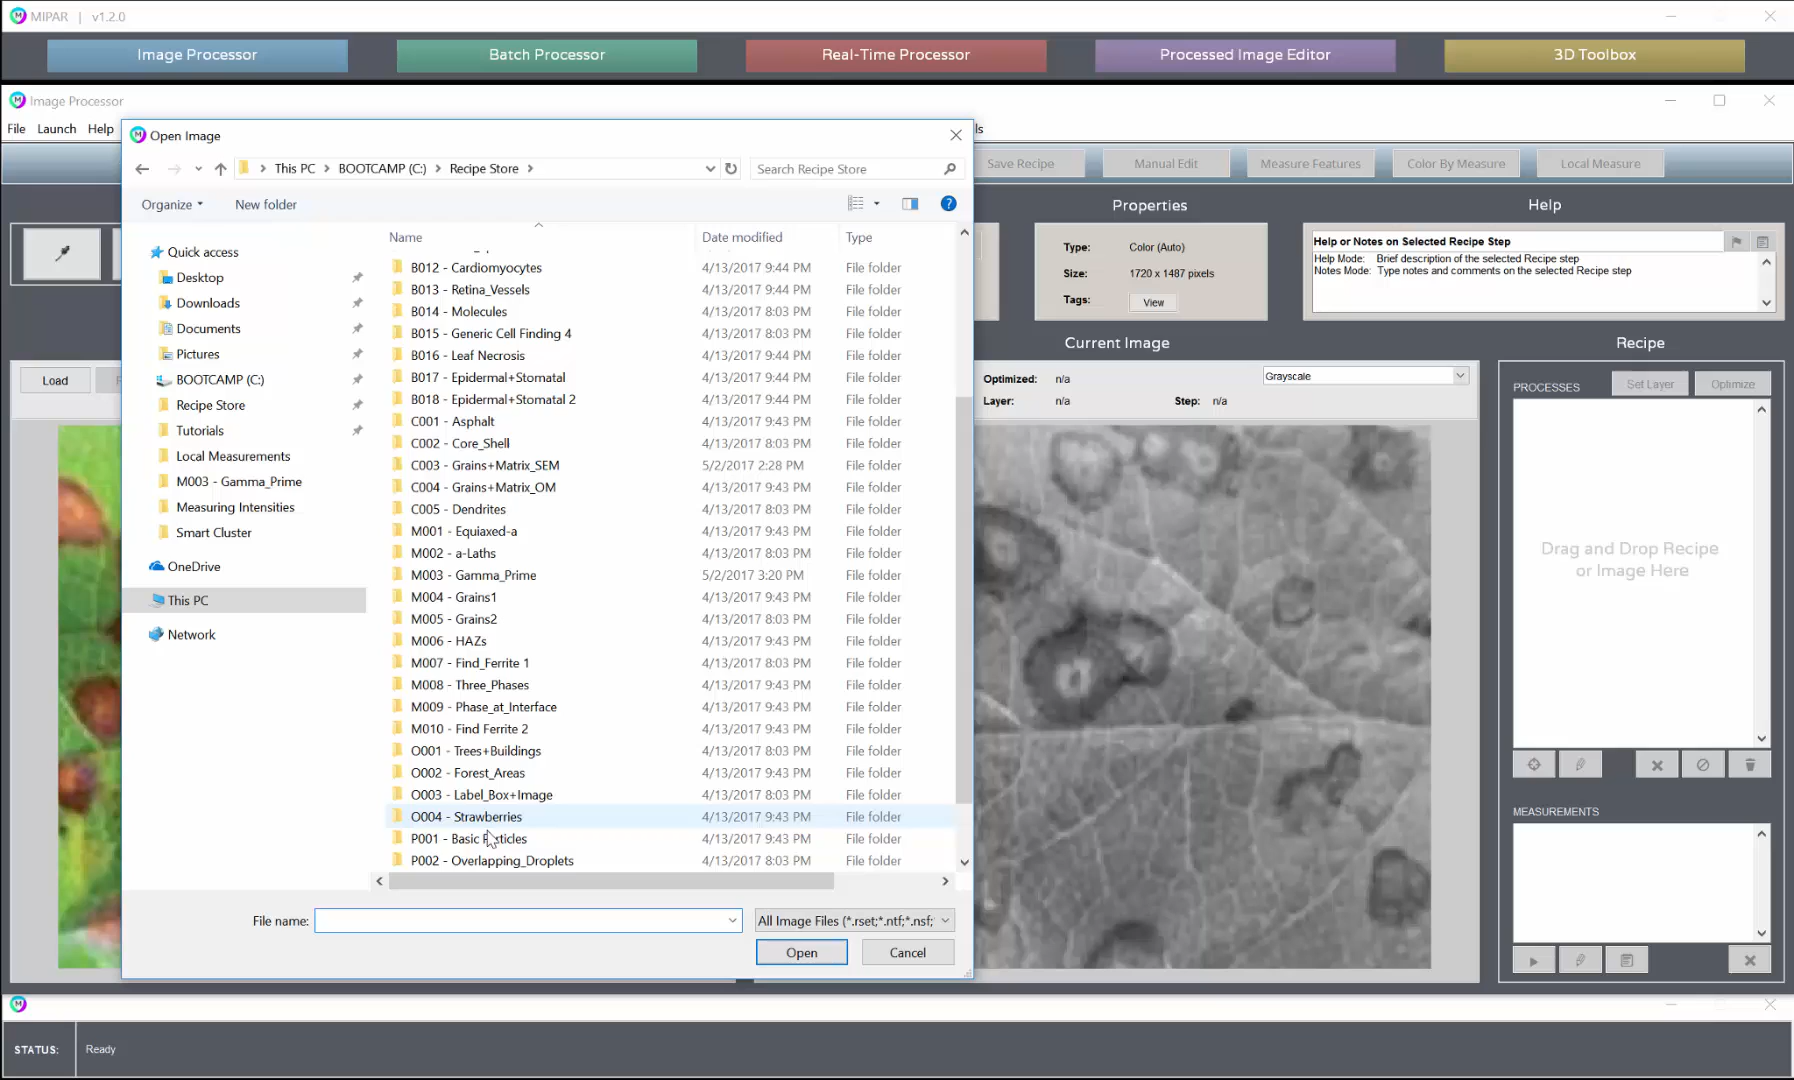 MIPAR | v1.2.0
Image Processor
Batch Processor
Real-Time Processor
Processed Image Editor
3D Toolbox
Image Processor
File Launch Help
ls
Open Image
This PC BOOTCAMP (C:) Recipe Store
Search Recipe Store
Save Recipe
Manual Edit
Measure Features
Color By Measure
Local Measure
Organize
New folder
Properties
Help
Name Date modified Type
Quick access
Desktop
Downloads
Documents
Pictures
BOOTCAMP (C:)
Recipe Store
Tutorials
Local Measurements
M003 - Gamma_Prime
Measuring Intensities
Smart Cluster
OneDrive
This PC
Network
B012 - Cardiomyocytes 4/13/2017 9:44 PM File folder
B013 - Retina_Vessels 4/13/2017 9:44 PM File folder
B014 - Molecules 4/13/2017 8:03 PM File folder
B015 - Generic Cell Finding 4 4/13/2017 8:03 PM File folder
B016 - Leaf Necrosis 4/13/2017 9:44 PM File folder
B017 - Epidermal+Stomatal 4/13/2017 9:44 PM File folder
B018 - Epidermal+Stomatal 2 4/13/2017 9:44 PM File folder
C001 - Asphalt 4/13/2017 9:43 PM File folder
C002 - Core_Shell 4/13/2017 8:03 PM File folder
C003 - Grains+Matrix_SEM 5/2/2017 2:28 PM File folder
C004 - Grains+Matrix_OM 4/13/2017 9:43 PM File folder
C005 - Dendrites 4/13/2017 8:03 PM File folder
M001 - Equiaxed-a 4/13/2017 9:43 PM File folder
M002 - a-Laths 4/13/2017 8:03 PM File folder
M003 - Gamma_Prime 5/2/2017 3:20 PM File folder
M004 - Grains1 4/13/2017 9:43 PM File folder
M005 - Grains2 4/13/2017 8:03 PM File folder
M006 - HAZs 4/13/2017 9:43 PM File folder
M007 - Find_Ferrite 1 4/13/2017 8:03 PM File folder
M008 - Three_Phases 4/13/2017 9:43 PM File folder
M009 - Phase_at_Interface 4/13/2017 9:43 PM File folder
M010 - Find Ferrite 2 4/13/2017 9:43 PM File folder
O001 - Trees+Buildings 4/13/2017 8:03 PM File folder
O002 - Forest_Areas 4/13/2017 9:43 PM File folder
O003 - Label_Box+Image 4/13/2017 9:43 PM File folder
O004 - Strawberries 4/13/2017 9:43 PM File folder
P001 - Basic Particles 4/13/2017 9:43 PM File folder
P002 - Overlapping_Droplets 4/13/2017 8:03 PM File folder
File name:
All Image Files (*.rset;*.ntf;*.nsf;
Open
Cancel
Type: Color (Auto)
Size: 1720 x 1487 pixels
Tags: View
Help or Notes on Selected Recipe Step
Help Mode: Brief description of the selected Recipe step
Notes Mode: Type notes and comments on the selected Recipe step
Load
Current Image
Optimized: n/a
Layer: n/a Step: n/a
Grayscale
Recipe
PROCESSES
Set Layer
Optimize
Drag and Drop Recipe
or Image Here
MEASUREMENTS
STATUS: Ready